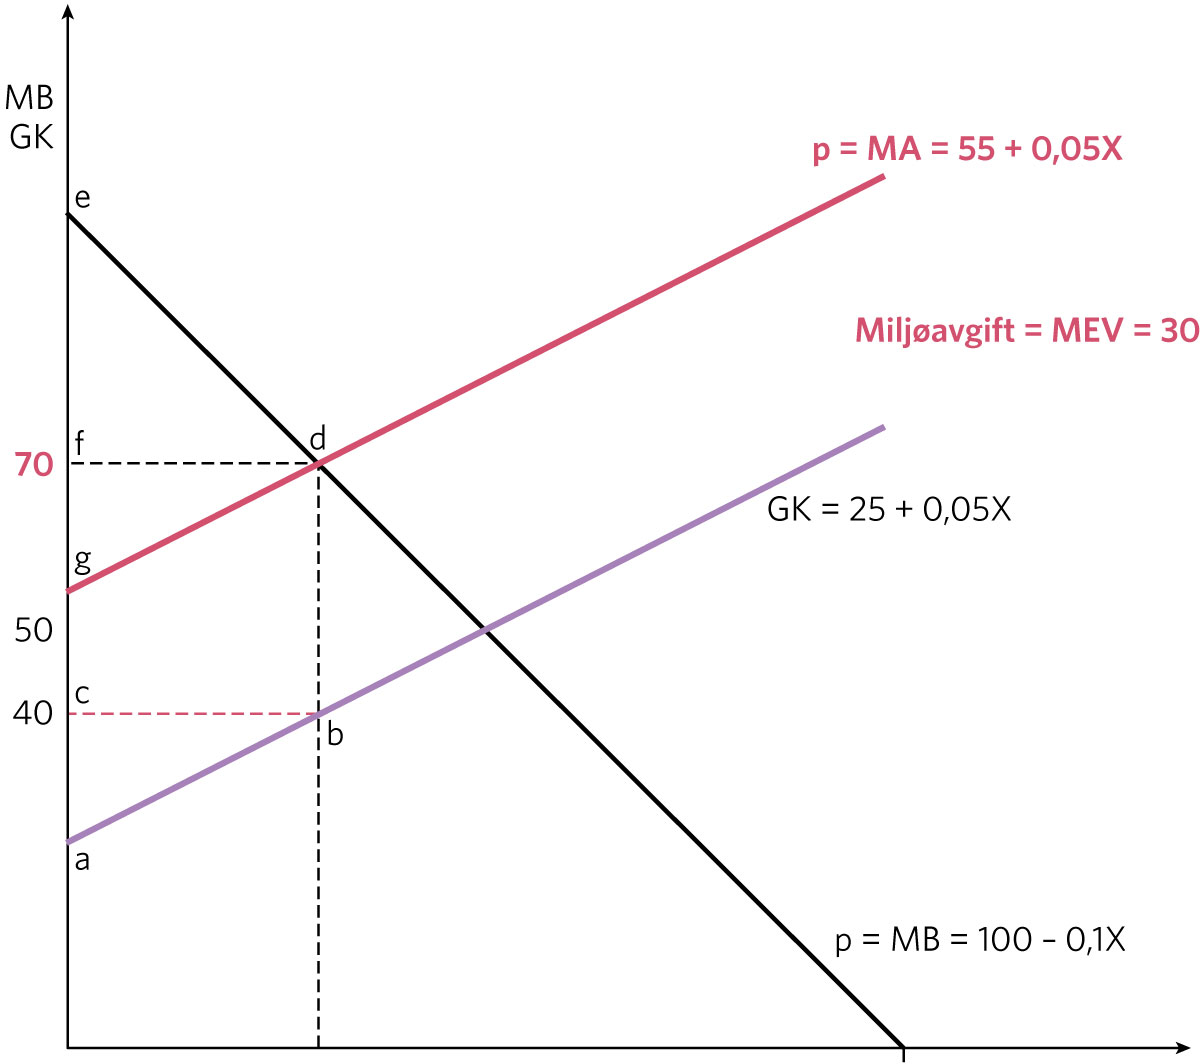 MB
GK
p = MA = 55 + 0,05X
e
Miljøavgift = MEV = 30
d
f
70
GK = 25 + 0,05X
g
50
c
40
b
a
p = MB = 100 – 0,1X